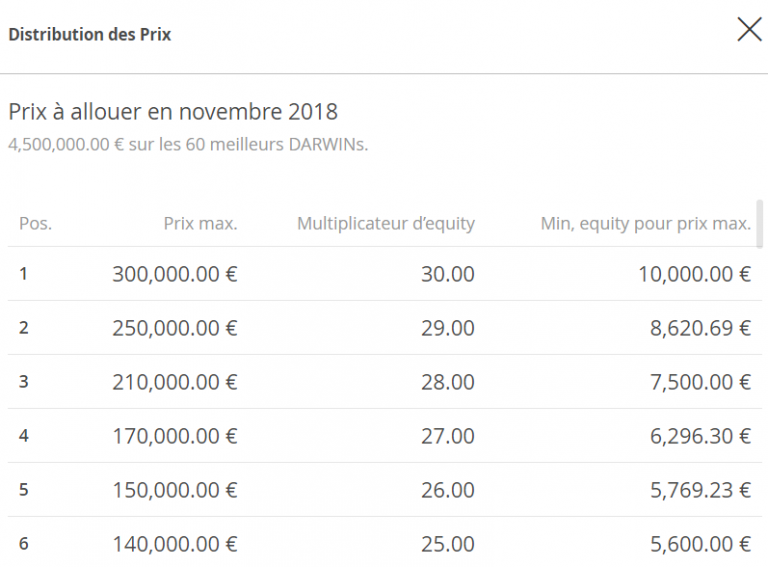 Distribution des Prix
Prix à allouer en novembre 2018
4,500,000.00 € sur les 60 meilleurs DARWINs.
Pos. Prix max. Multiplicateur d’equity Min, equity pour prix max.
1 300,000.00 € 30.00 10,000.00 €
2 250,000.00 € 29.00 8,620.69 €
3 210,000.00 € 28.00 7,500.00 €
4 170,000.00 € 27.00 6,296.30 €
5 150,000.00 € 26.00 5,769.23 €
6 140,000.00 € 25.00 5,600.00 €